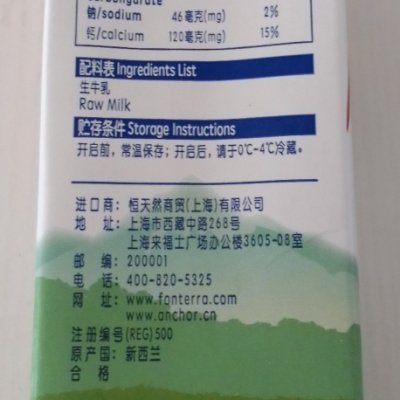 钠/sodium 46毫克(mg) 2%
钙/calcium 120毫克(mg) 15%
配料表 Ingredients List
生牛乳
Raw Milk
贮存条件 Storage Instructions
开启前，常温保存；开启后，请于0℃-4℃冷藏。
进口商：恒天然商贸(上海)有限公司
地 址：上海市西藏中路268号
上海来福士广场办公楼3605-08室
邮 编：200001
电 话：400-820-5325
网 址：www.fonterra.com
www.anchor.cn
注册编号(REG)500
原产国：新西兰
合 格